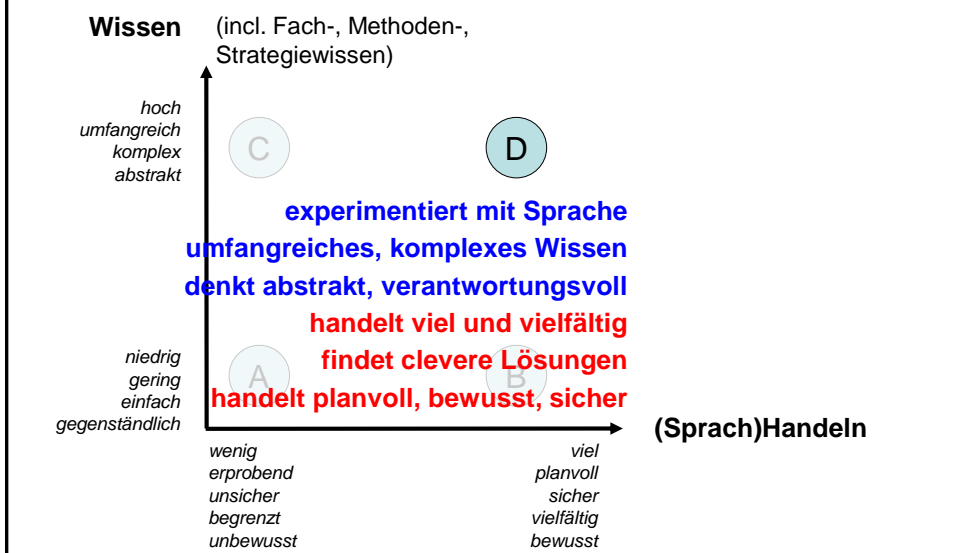 Wissen
(incl. Fach-, Methoden-,
Strategiewissen)
hoch
umfangreich
komplex
abstrakt
C
D
experimentiert mit Sprache
umfangreiches, komplexes Wissen
denkt abstrakt, verantwortungsvoll
handelt viel und vielfältig
findet clevere Lösungen
handelt planvoll, bewusst, sicher
niedrig
gering
einfach
gegenständlich
A
B
(Sprach)Handeln
wenig
erprobend
unsicher
begrenzt
unbewusst
viel
planvoll
sicher
vielfältig
bewusst